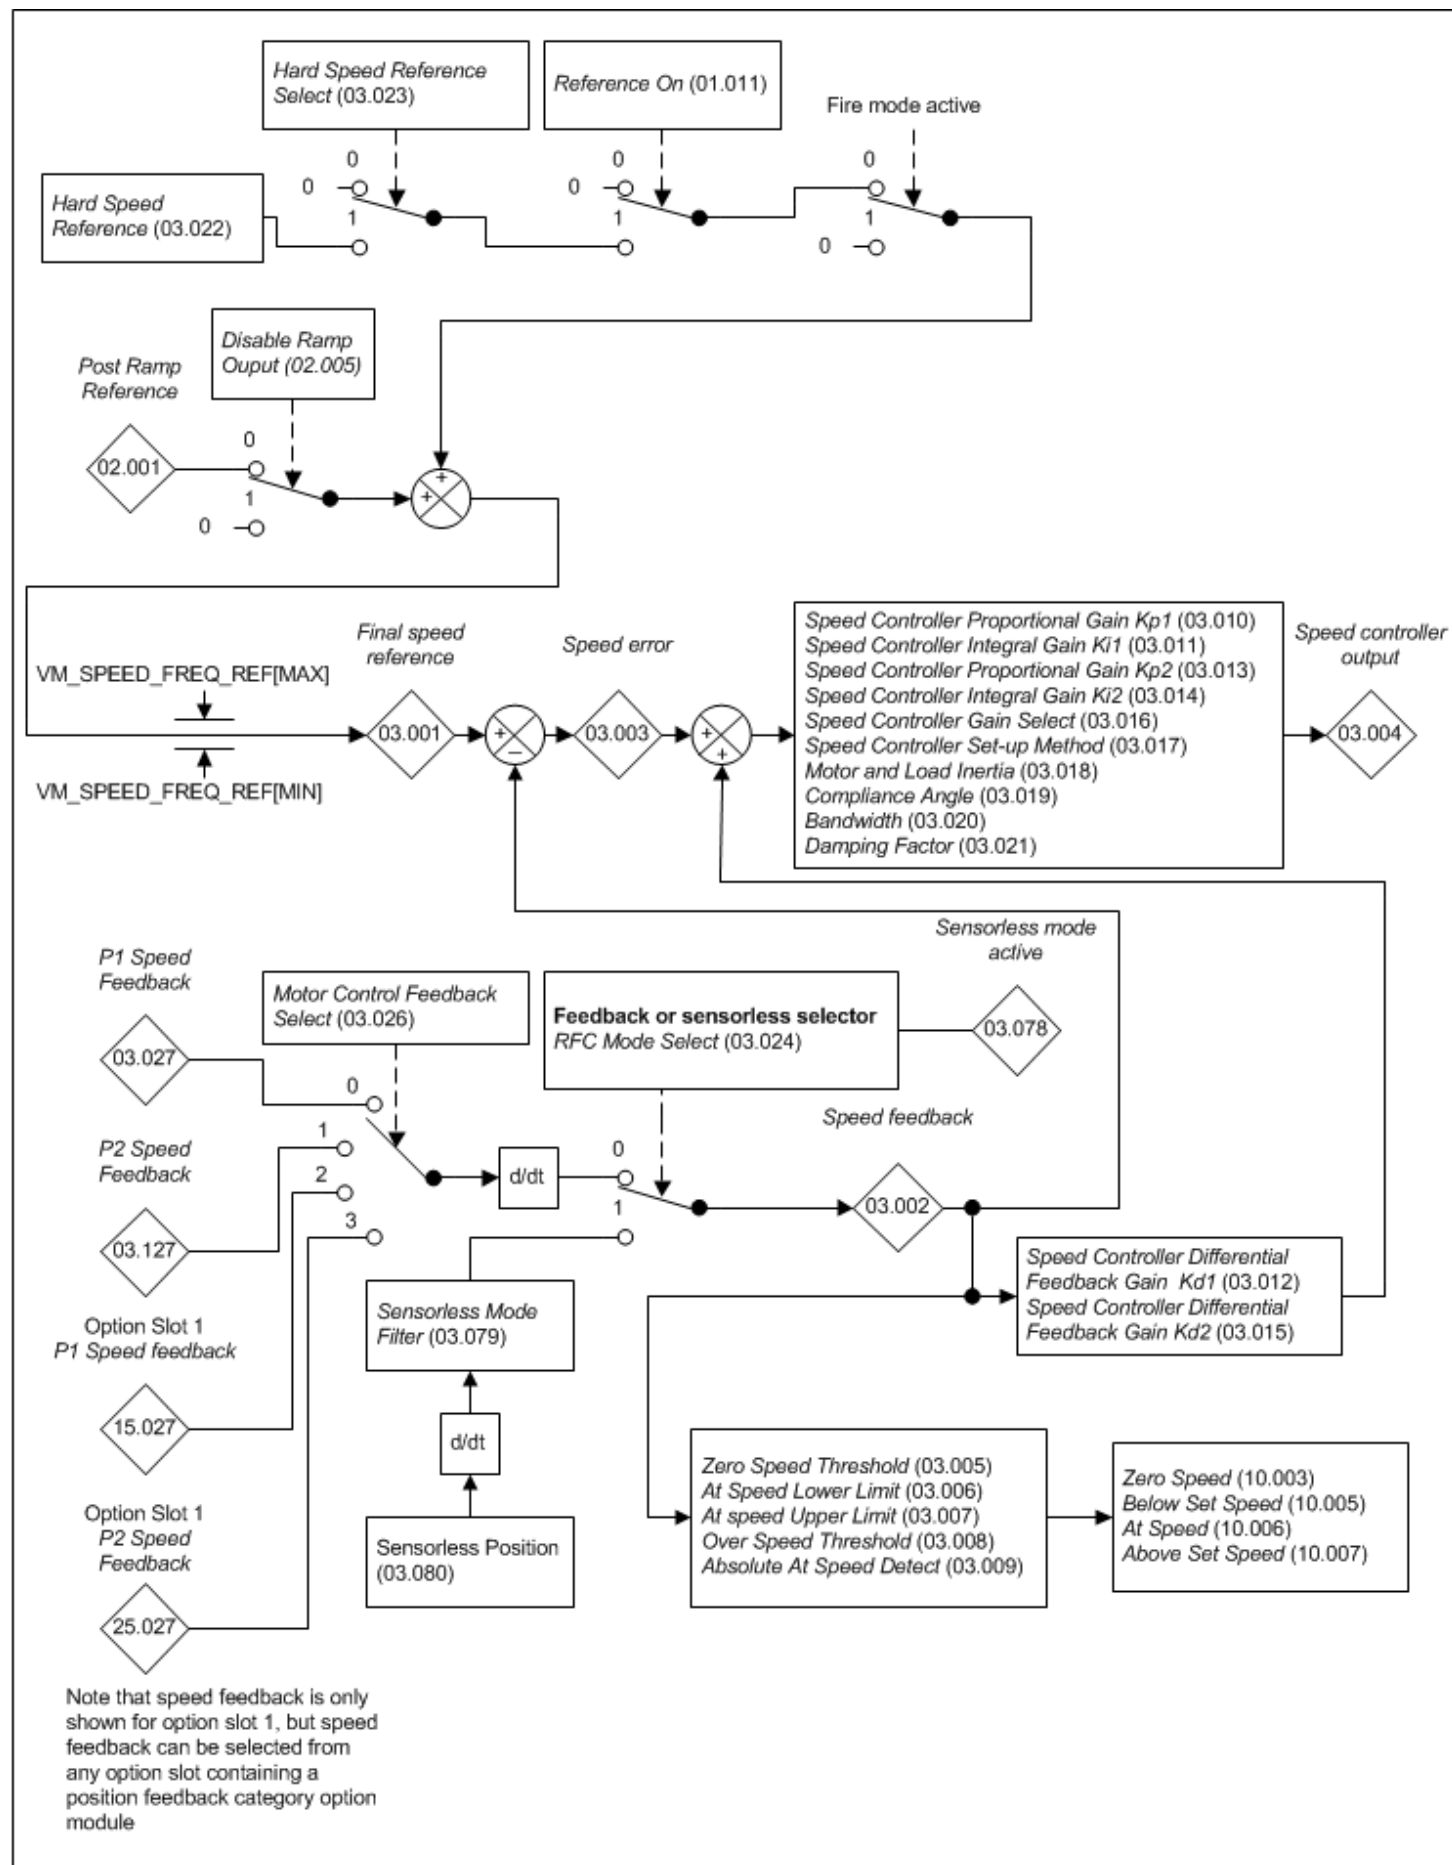 Hard Speed Reference
Select (03.023)
Reference On (01.011)
Fire mode active
0
0
0
0
0
1
1
1
0
Hard Speed
Reference (03.022)
Disable Ramp
Ouput (02.005)
Post Ramp
Reference
0
02.001
1
0
+
+
Final speed
reference
Speed error
VM_SPEED_FREQ_REF[MAX]
VM_SPEED_FREQ_REF[MIN]
03.001
+
–
03.003
+
+
Speed Controller Proportional Gain Kp1 (03.010)
Speed Controller Integral Gain Ki1 (03.011)
Speed Controller Proportional Gain Kp2 (03.013)
Speed Controller Integral Gain Ki2 (03.014)
Speed Controller Gain Select (03.016)
Speed Controller Set-up Method (03.017)
Motor and Load Inertia (03.018)
Compliance Angle (03.019)
Bandwidth (03.020)
Damping Factor (03.021)
Speed controller
output
03.004
P1 Speed
Feedback
03.027
Motor Control Feedback
Select (03.026)
Feedback or sensorless selector
RFC Mode Select (03.024)
Sensorless mode
active
03.078
P2 Speed
Feedback
03.127
0
1
2
3
d/dt
0
1
Speed feedback
03.002
Option Slot 1
P1 Speed feedback
15.027
Sensorless Mode
Filter (03.079)
d/dt
Sensorless Position
(03.080)
Speed Controller Differential
Feedback Gain Kd1 (03.012)
Speed Controller Differential
Feedback Gain Kd2 (03.015)
Option Slot 1
P2 Speed
Feedback
25.027
Zero Speed Threshold (03.005)
At Speed Lower Limit (03.006)
At speed Upper Limit (03.007)
Over Speed Threshold (03.008)
Absolute At Speed Detect (03.009)
Zero Speed (10.003)
Below Set Speed (10.005)
At Speed (10.006)
Above Set Speed (10.007)
Note that speed feedback is only
shown for option slot 1, but speed
feedback can be selected from
any option slot containing a
position feedback category option
module